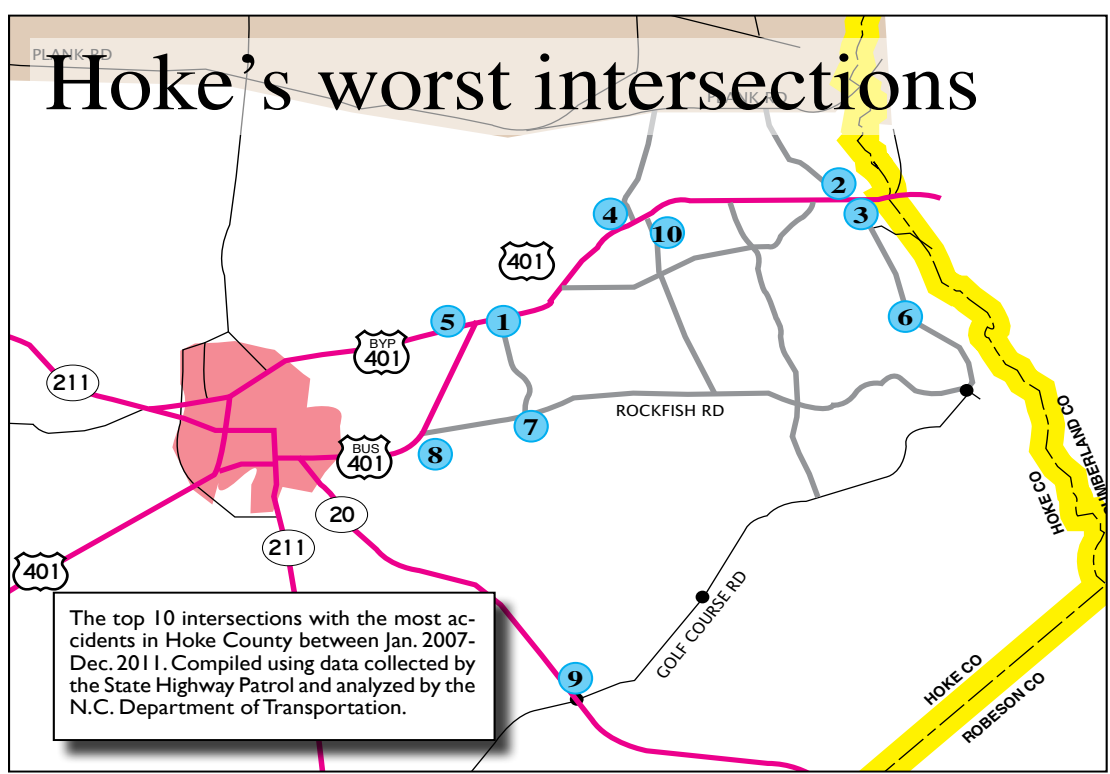 PLANK RD
Hoke's worst intersections
PLANK RD
2
4
3
10
401
6
5
1
BYP
401
211
ROCKFISH RD
7
BUS
401
8
20
211
401
HOKE CO
CUMBERLAND CO
The top 10 intersections with the most ac-
cidents in Hoke County between Jan. 2007-
Dec. 2011. Compiled using data collected by
the State Highway Patrol and analyzed by the
N.C. Department of Transportation.
GOLF COURSE RD
9
HOKE CO
ROBESON CO